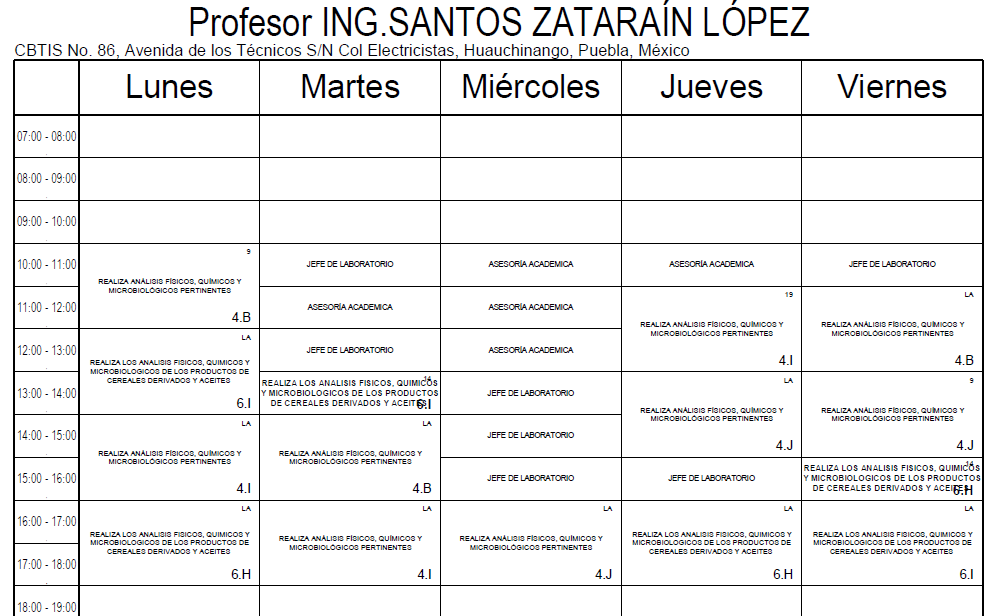 Profesor ING.SANTOS ZATARAÍN LÓPEZ
CBTIS No. 86, Avenida de los Técnicos S/N Col Electricistas, Huauchinango, Puebla, México
Lunes Martes Miércoles Jueves Viernes
07:00 - 08:00
08:00 - 09:00
09:00 - 10:00
10:00 - 11:00
9
REALIZA ANÁLISIS FÍSICOS, QUÍMICOS Y
MICROBIOLÓGICOS PERTINENTES
4.B
JEFE DE LABORATORIO
ASESORÍA ACADEMICA
ASESORÍA ACADEMICA
JEFE DE LABORATORIO
11:00 - 12:00
ASESORÍA ACADEMICA
ASESORÍA ACADEMICA
19
REALIZA ANÁLISIS FÍSICOS, QUÍMICOS Y
MICROBIOLÓGICOS PERTINENTES
4.I
LA
REALIZA ANÁLISIS FÍSICOS, QUÍMICOS Y
MICROBIOLÓGICOS PERTINENTES
4.B
12:00 - 13:00
LA
REALIZA LOS ANALISIS FISICOS, QUIMICOS Y
MICROBIOLOGICOS DE LOS PRODUCTOS DE
CEREALES DERIVADOS Y ACEITES
6.I
JEFE DE LABORATORIO
ASESORÍA ACADEMICA
13:00 - 14:00
14
REALIZA LOS ANALISIS FISICOS, QUIMICOS
Y MICROBIOLOGICOS DE LOS PRODUCTOS
DE CEREALES DERIVADOS Y ACEITES
6.I
JEFE DE LABORATORIO
LA
REALIZA ANÁLISIS FÍSICOS, QUÍMICOS Y
MICROBIOLÓGICOS PERTINENTES
4.J
9
REALIZA ANÁLISIS FÍSICOS, QUÍMICOS Y
MICROBIOLÓGICOS PERTINENTES
4.J
14:00 - 15:00
LA
REALIZA ANÁLISIS FÍSICOS, QUÍMICOS Y
MICROBIOLÓGICOS PERTINENTES
4.I
LA
REALIZA ANÁLISIS FÍSICOS, QUÍMICOS Y
MICROBIOLÓGICOS PERTINENTES
4.B
JEFE DE LABORATORIO
15:00 - 16:00
JEFE DE LABORATORIO
JEFE DE LABORATORIO
14
REALIZA LOS ANALISIS FISICOS, QUIMICOS
Y MICROBIOLOGICOS DE LOS PRODUCTOS
DE CEREALES DERIVADOS Y ACEITES
6.H
16:00 - 17:00
LA
REALIZA LOS ANALISIS FISICOS, QUIMICOS Y
MICROBIOLOGICOS DE LOS PRODUCTOS DE
CEREALES DERIVADOS Y ACEITES
6.H
LA
REALIZA ANÁLISIS FÍSICOS, QUÍMICOS Y
MICROBIOLÓGICOS PERTINENTES
4.I
LA
REALIZA ANÁLISIS FÍSICOS, QUÍMICOS Y
MICROBIOLÓGICOS PERTINENTES
4.J
LA
REALIZA LOS ANALISIS FISICOS, QUIMICOS Y
MICROBIOLOGICOS DE LOS PRODUCTOS DE
CEREALES DERIVADOS Y ACEITES
6.H
LA
REALIZA LOS ANALISIS FISICOS, QUIMICOS Y
MICROBIOLOGICOS DE LOS PRODUCTOS DE
CEREALES DERIVADOS Y ACEITES
6.I
17:00 - 18:00
18:00 - 19:00